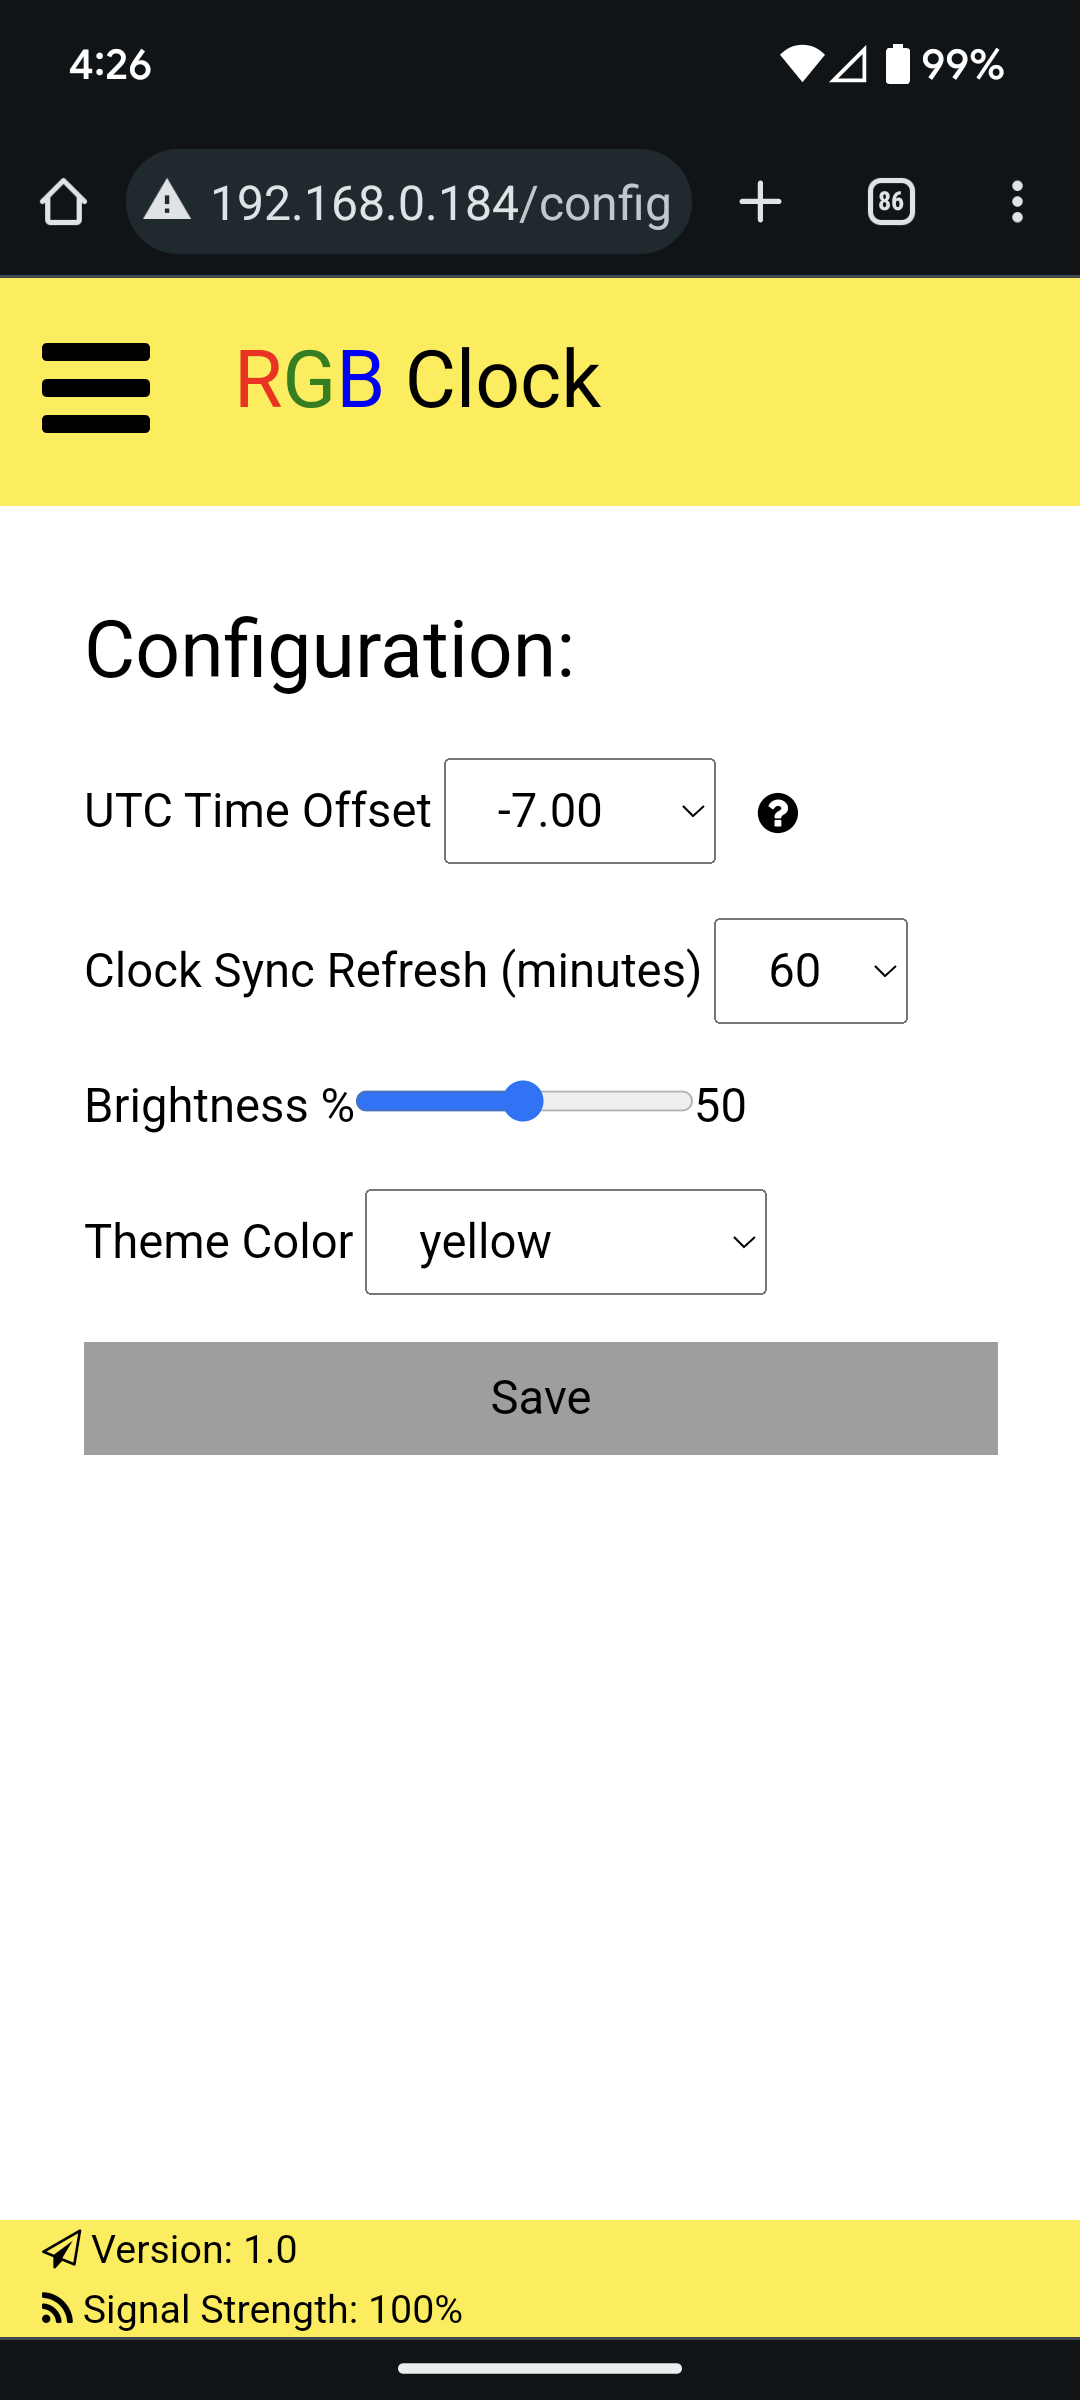 4:26 99%
192.168.0.184/config 86
RGB Clock
Configuration:
UTC Time Offset -7.00 ?
Clock Sync Refresh (minutes) 60
Brightness % 50
Theme Color yellow
Save
Version: 1.0
Signal Strength: 100%